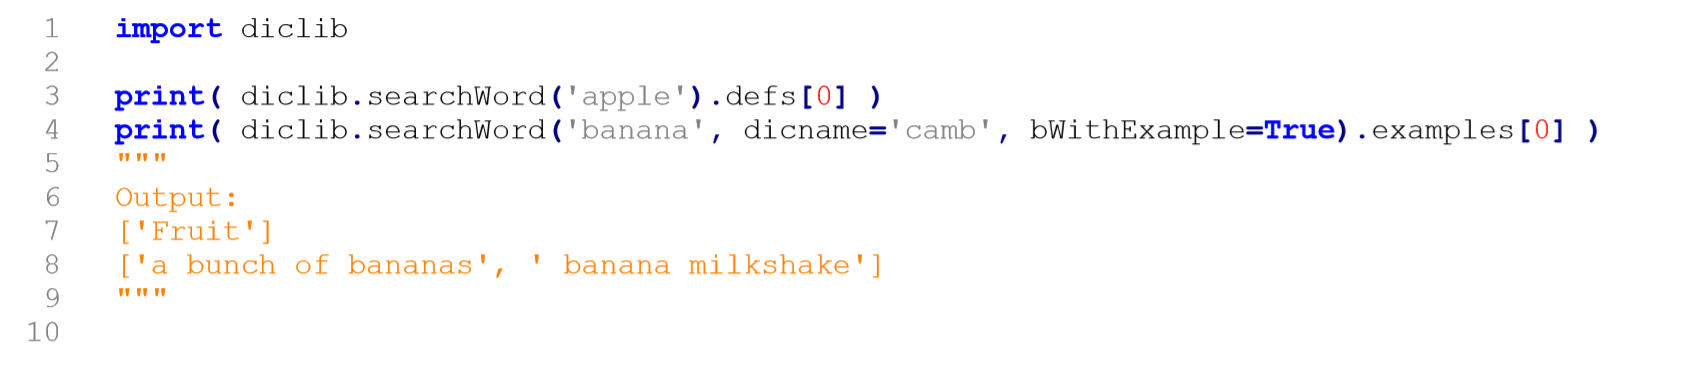 1 import diclib
2
3 print( diclib.searchWord('apple').defs[0] )
4 print( diclib.searchWord('banana', dicname='camb', bWithExample=True).examples[0] )
5 """
6 Output:
7 ['Fruit']
8 ['a bunch of bananas', ' banana milkshake']
9 """
10